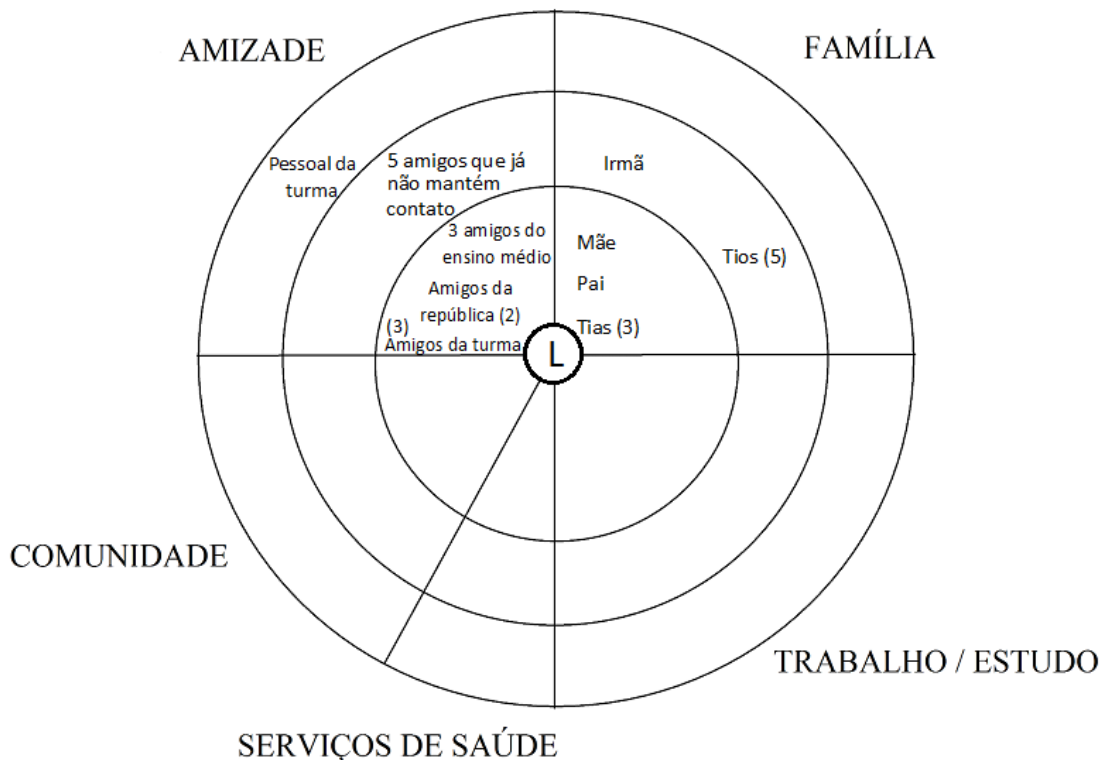 AMIZADE
FAMÍLIA
Pessoal da
turma
5 amigos que já
não mantém
contato
Irmã
3 amigos do
ensino médio
Mãe
Tios (5)
Pai
Amigos da
república (2)
(3)
Amigos da turma
Tias (3)
L
COMUNIDADE
TRABALHO / ESTUDO
SERVIÇOS DE SAÚDE